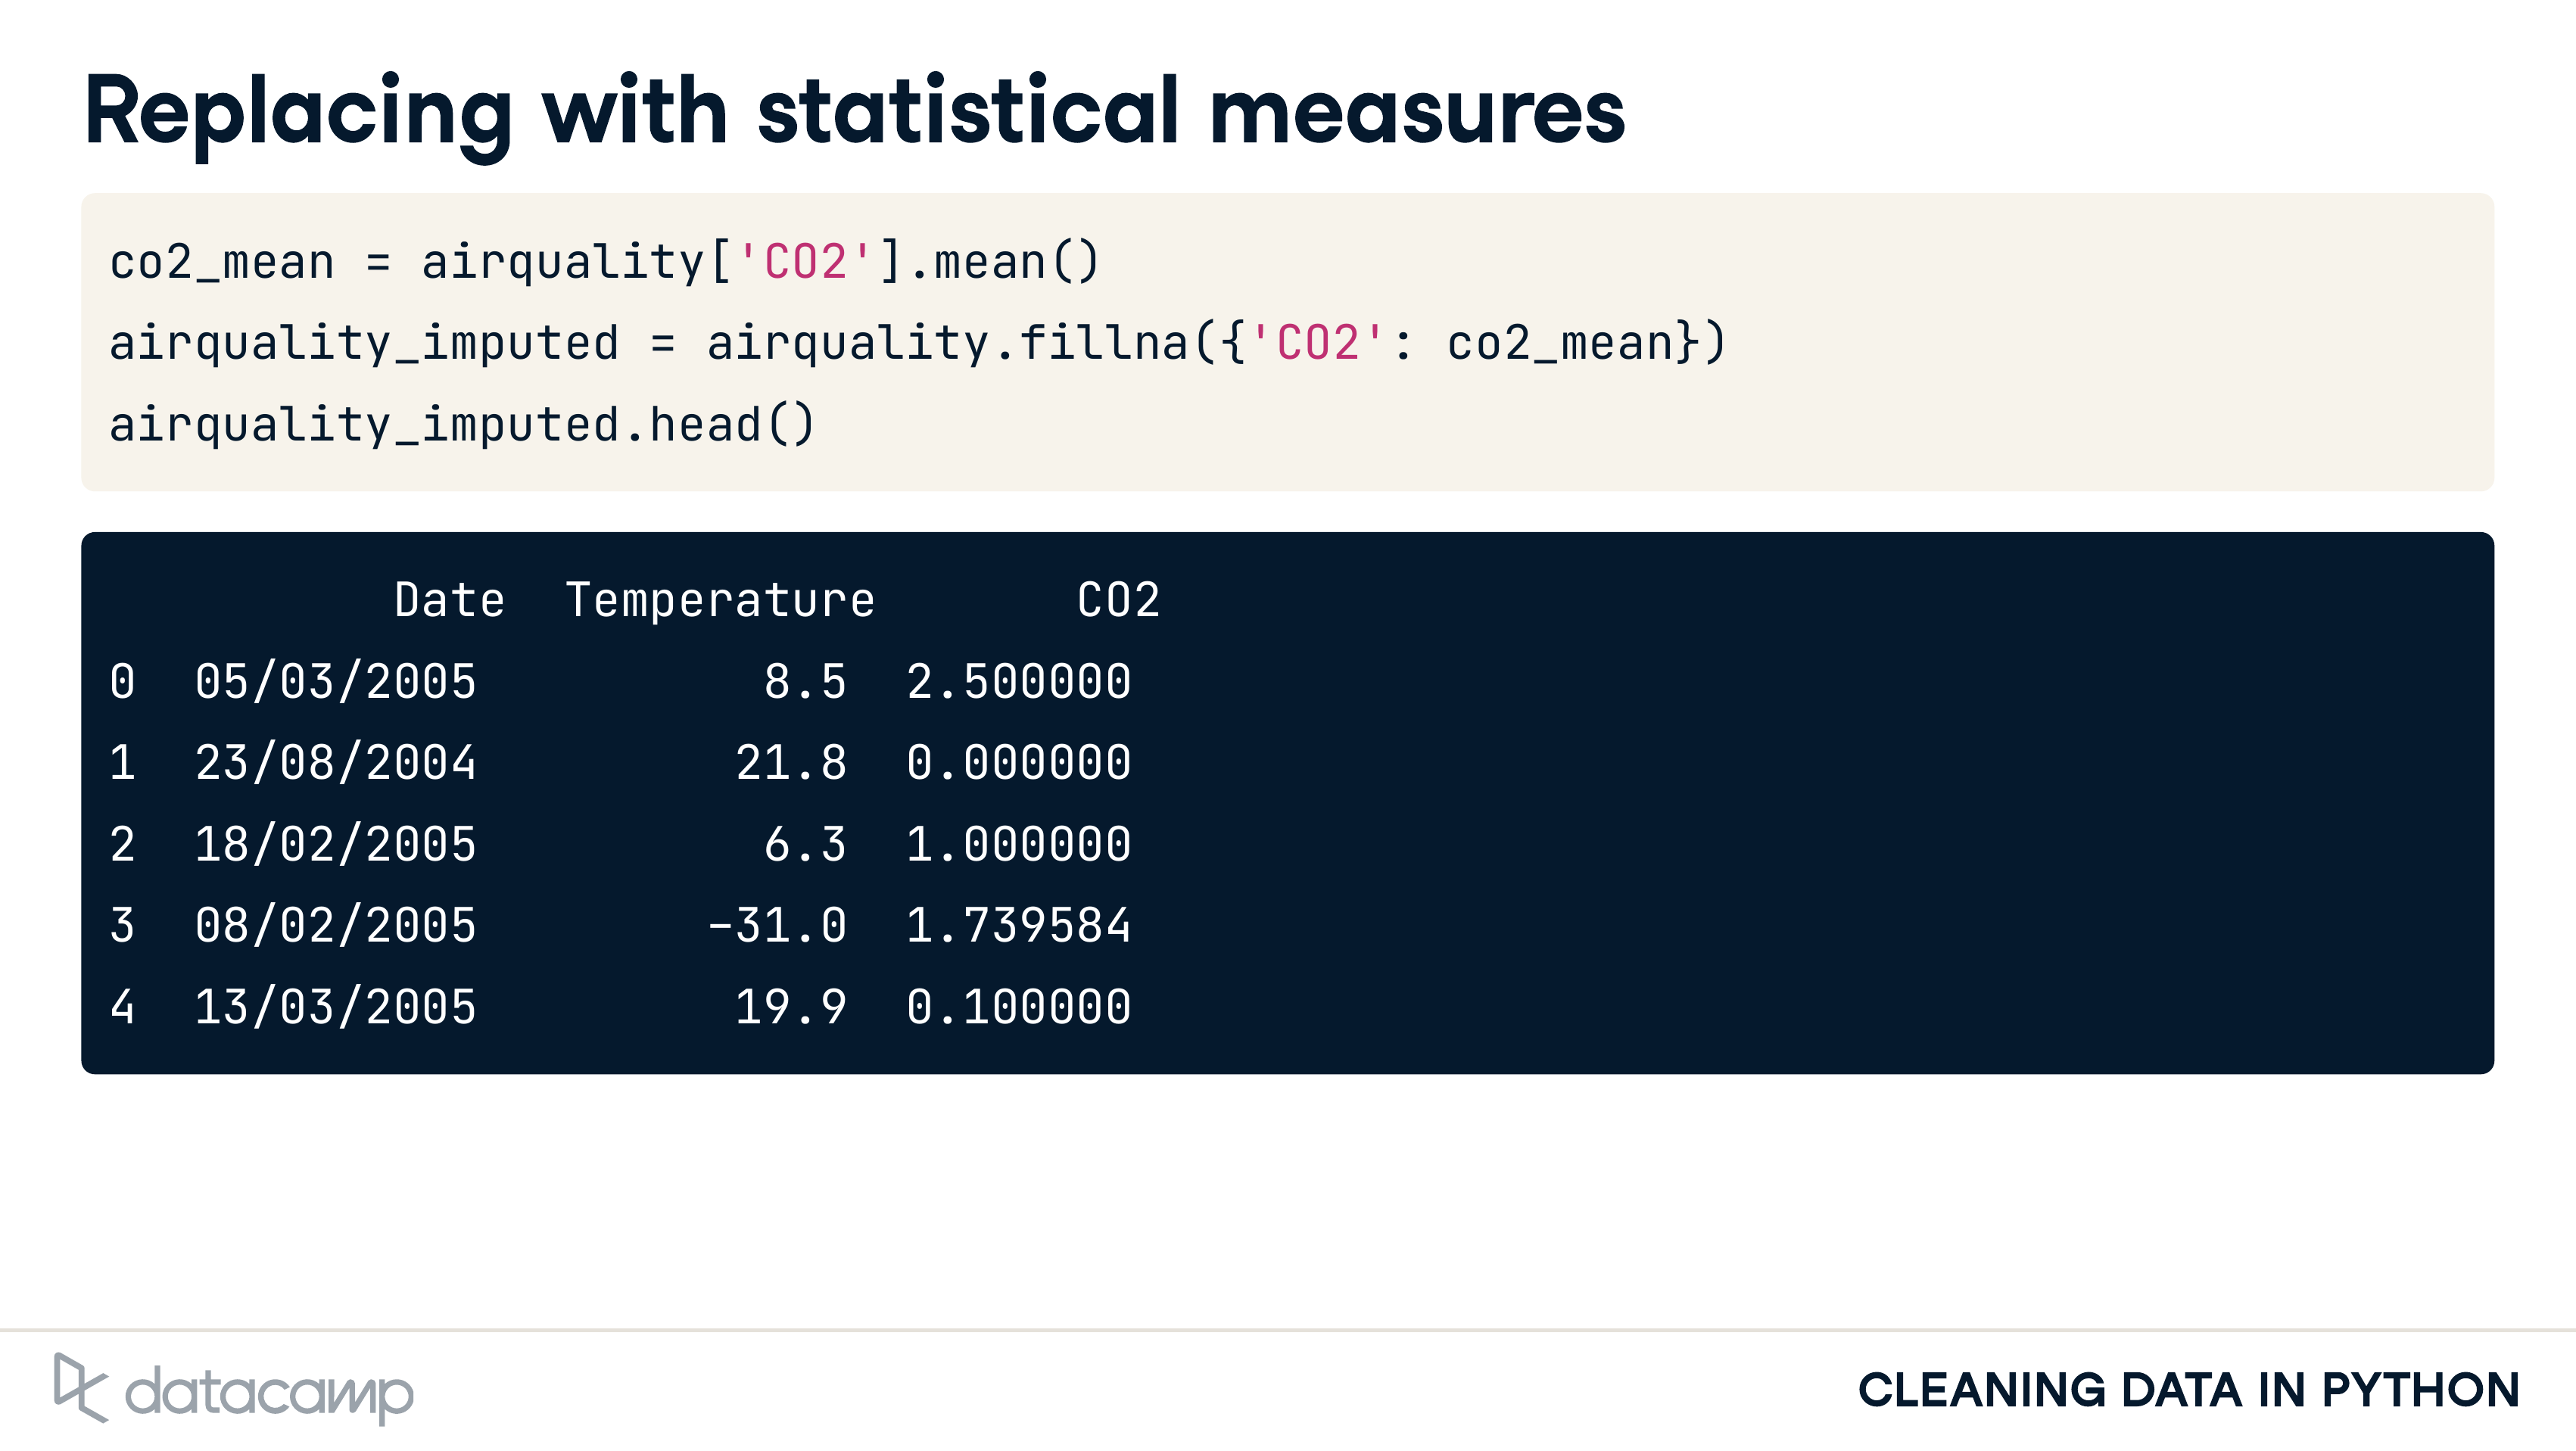 Replacing with statistical measures
co2_mean = airquality['CO2'].mean()
airquality_imputed = airquality.fillna({'CO2': co2_mean})
airquality_imputed.head()
Date Temperature CO2
0 05/03/2005 8.5 2.500000
1 23/08/2004 21.8 0.000000
2 18/02/2005 6.3 1.000000
3 08/02/2005 -31.0 1.739584
4 13/03/2005 19.9 0.100000
datacamp
CLEANING DATA IN PYTHON